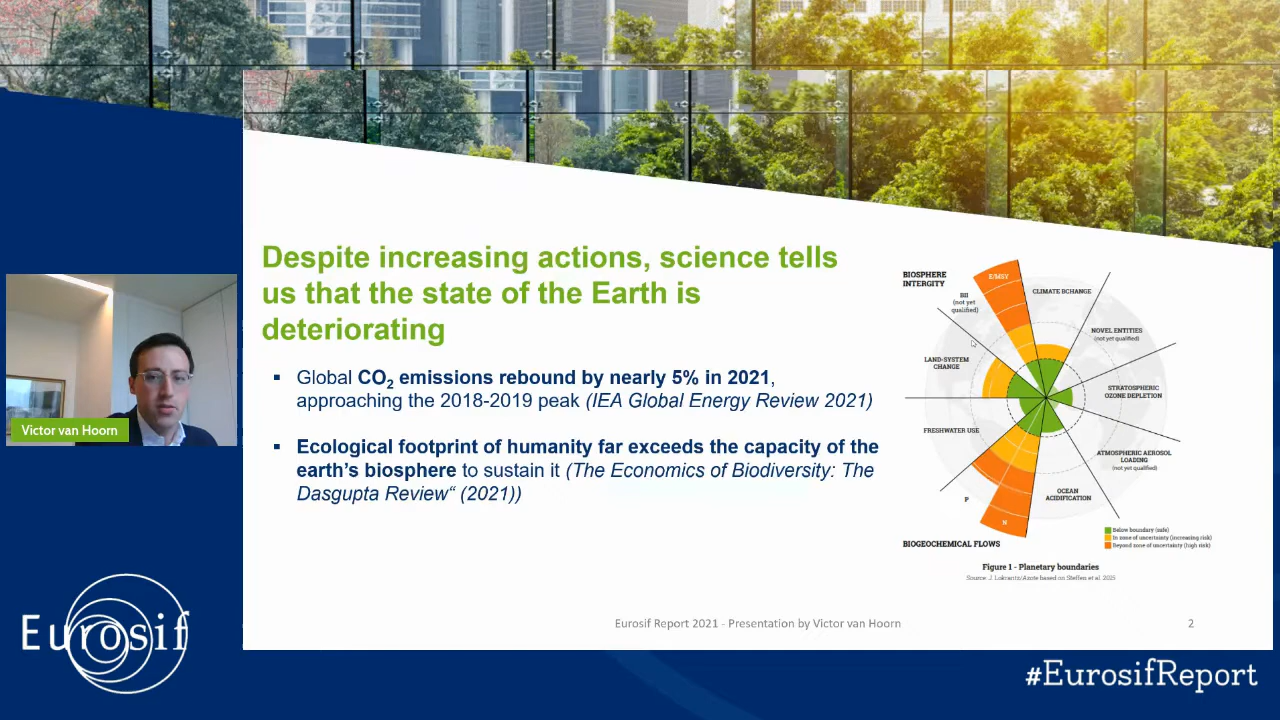 Despite increasing actions, science tells
us that the state of the Earth is
deteriorating
▪ Global CO2 emissions rebound by nearly 5% in 2021,
approaching the 2018-2019 peak (IEA Global Energy Review 2021)
▪ Ecological footprint of humanity far exceeds the capacity of the
earth's biosphere to sustain it (The Economics of Biodiversity: The
Dasgupta Review“ (2021))
BIOSPHERE
INTERGITY
E/MSY
BII
(not yet
qualified)
CLIMATE BCHANGE
NOVEL ENTITIES
(not yet qualified)
LAND-SYSTEM
CHANGE
STRATOSPHERIC
OZONE DEPLETION
FRESHWATER USE
ATMOSPHERIC AEROSOL
LOADING
(not yet qualified)
P
OCEAN
ACIDIFICATION
N
BIOGEOCHEMICAL FLOWS
Below boundary (safe)
In zone of uncertainty (increasing risk)
Beyond zone of uncertainty (high risk)
Figure 1 - Planetary boundaries
Source: J. Lokrantz/Azote based on Steffen et al. 2025
Eurosif Report 2021 - Presentation by Victor van Hoorn
2
Victor van Hoorn
Eurosif
#EurosifReport